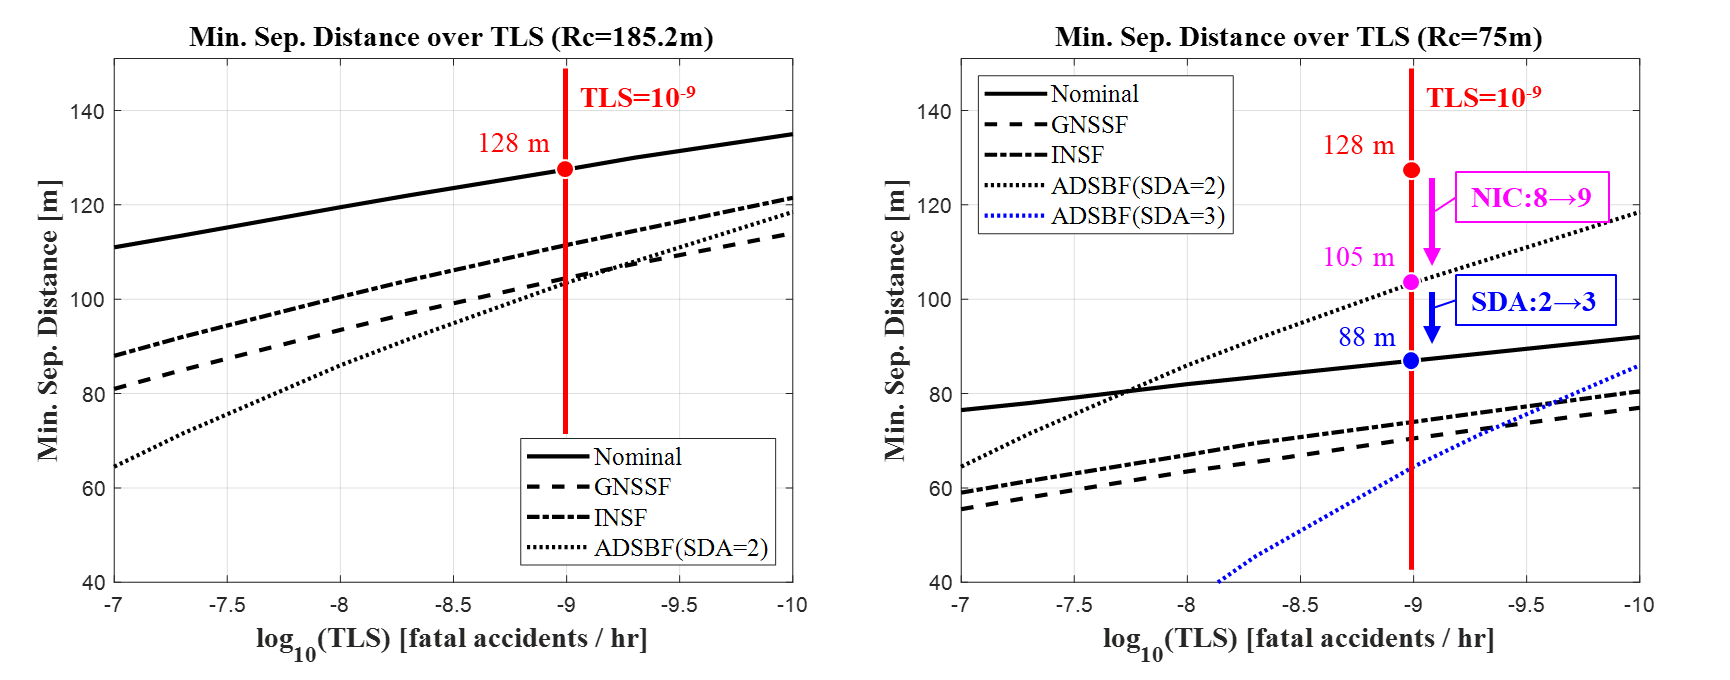 Min. Sep. Distance over TLS (Rc=185.2m)
Min. Sep. Distance [m]
140
120
100
80
60
40
TLS=10⁻⁹
128 m
Nominal
GNSSF
INSF
ADSBF(SDA=2)
-7
-7.5
-8
-8.5
-9
-9.5
-10
log₁₀(TLS) [fatal accidents / hr]
Min. Sep. Distance over TLS (Rc=75m)
Min. Sep. Distance [m]
140
120
100
80
60
40
Nominal
GNSSF
INSF
ADSBF(SDA=2)
ADSBF(SDA=3)
TLS=10⁻⁹
128 m
NIC:8→9
105 m
SDA:2→3
88 m
-7
-7.5
-8
-8.5
-9
-9.5
-10
log₁₀(TLS) [fatal accidents / hr]